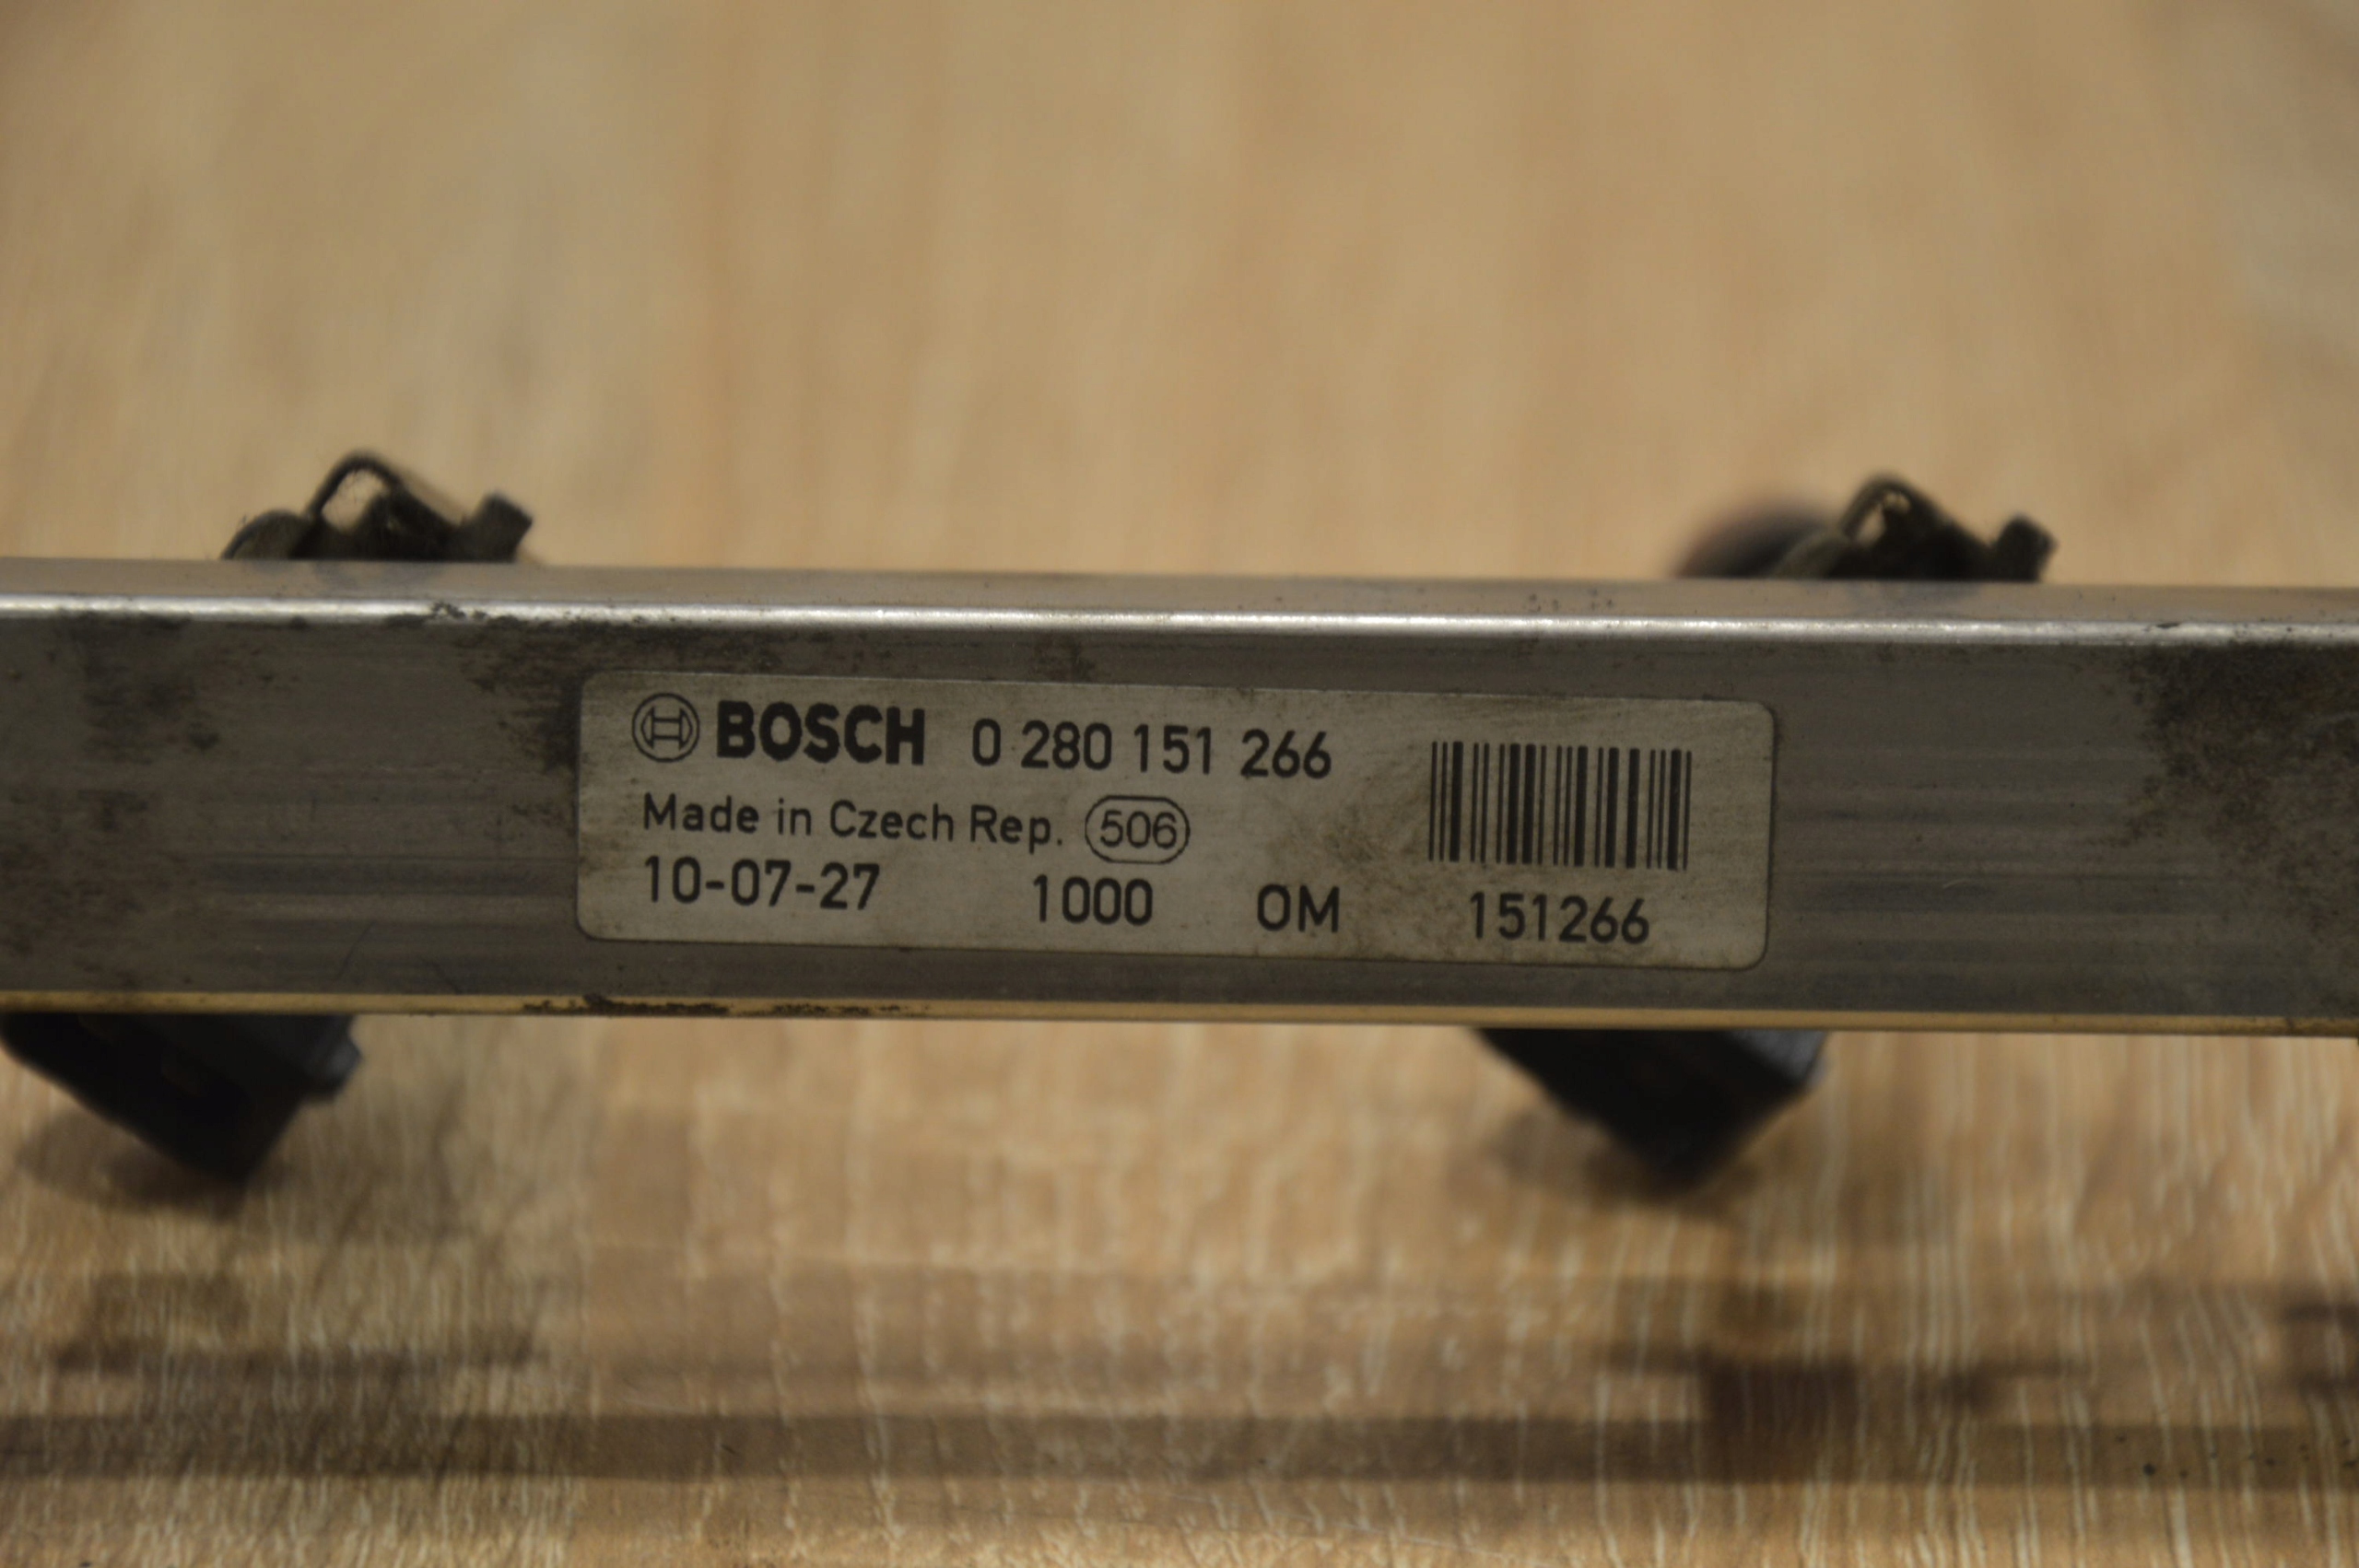 BOSCH 0 280 151 266
Made in Czech Rep. 506
10-07-27 1000 OM 151266